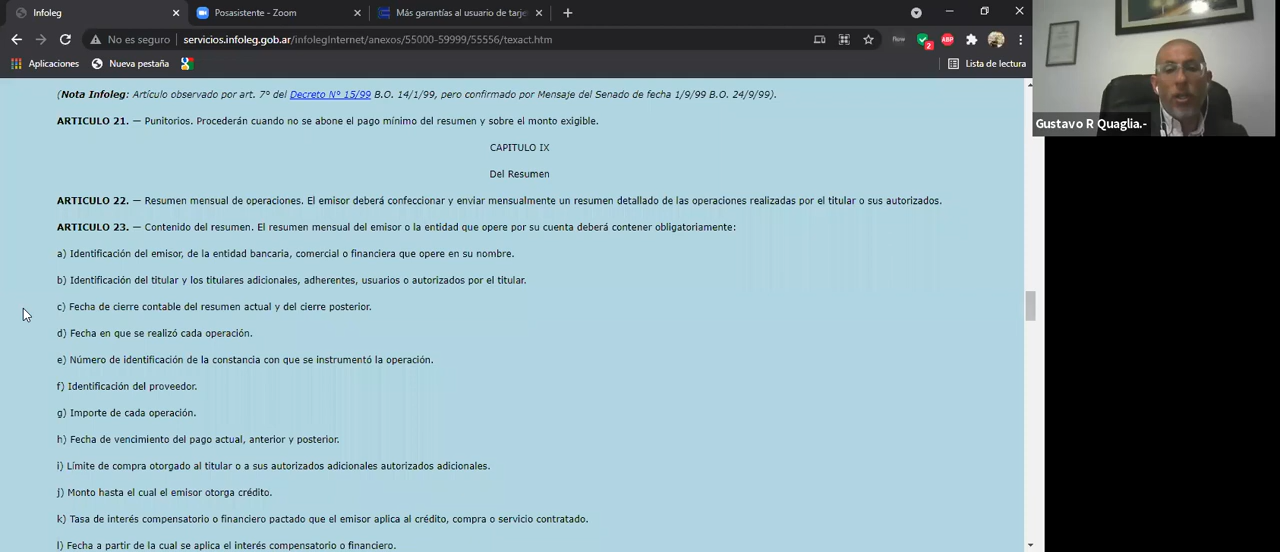 Infoleg
Posasistente - Zoom
Más garantías al usuario de tarje
No es seguro
servicios.infoleg.gob.ar/infolegInternet/anexos/55000-59999/55556/texact.htm
flow
2
ABP
Aplicaciones
Nueva pestaña
Lista de lectura
Gustavo R Quaglia.-
(Nota Infoleg: Artículo observado por art. 7º del Decreto Nº 15/99 B.O. 14/1/99, pero confirmado por Mensaje del Senado de fecha 1/9/99 B.O. 24/9/99).
ARTICULO 21. — Punitorios. Procederán cuando no se abone el pago mínimo del resumen y sobre el monto exigible.
CAPITULO IX
Del Resumen
ARTICULO 22. — Resumen mensual de operaciones. El emisor deberá confeccionar y enviar mensualmente un resumen detallado de las operaciones realizadas por el titular o sus autorizados.
ARTICULO 23. — Contenido del resumen. El resumen mensual del emisor o la entidad que opere por su cuenta deberá contener obligatoriamente:
a) Identificación del emisor, de la entidad bancaria, comercial o financiera que opere en su nombre.
b) Identificación del titular y los titulares adicionales, adherentes, usuarios o autorizados por el titular.
c) Fecha de cierre contable del resumen actual y del cierre posterior.
d) Fecha en que se realizó cada operación.
e) Número de identificación de la constancia con que se instrumentó la operación.
f) Identificación del proveedor.
g) Importe de cada operación.
h) Fecha de vencimiento del pago actual, anterior y posterior.
i) Límite de compra otorgado al titular o a sus autorizados adicionales autorizados adicionales.
j) Monto hasta el cual el emisor otorga crédito.
k) Tasa de interés compensatorio o financiero pactado que el emisor aplica al crédito, compra o servicio contratado.
l) Fecha a partir de la cual se aplica el interés compensatorio o financiero.